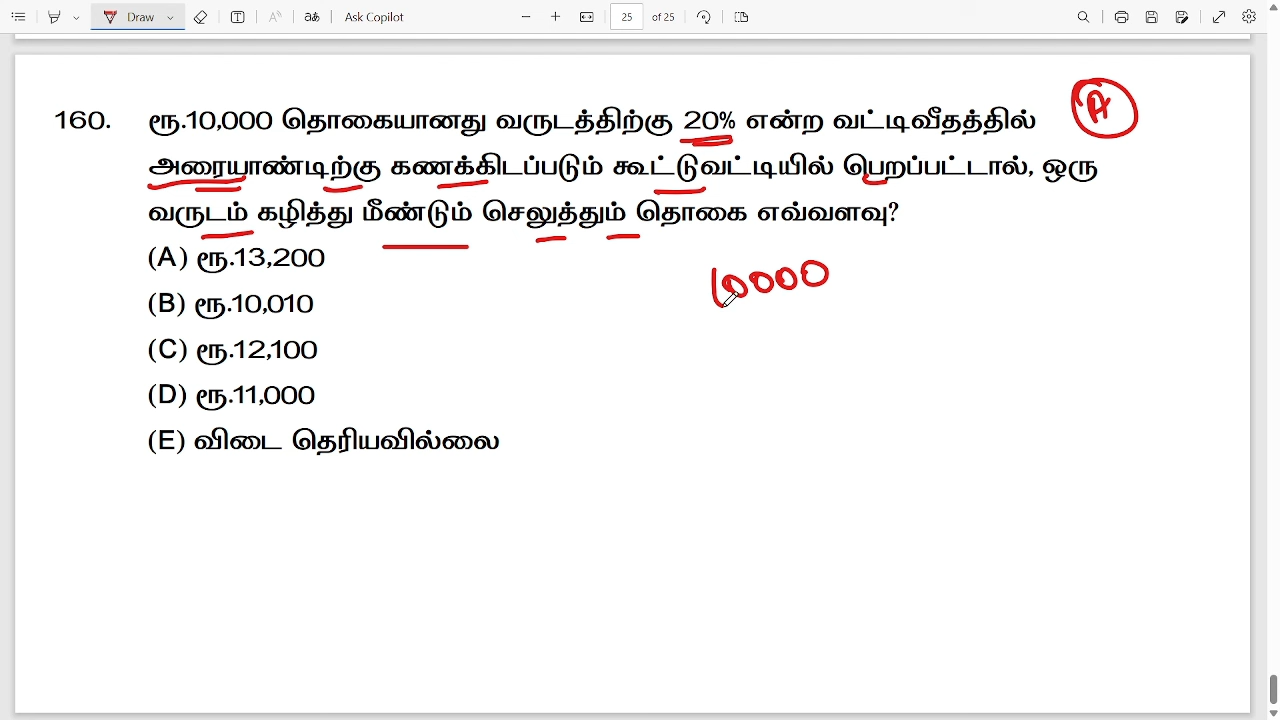 Draw
Ask Copilot
25 of 25
160. ரூ.10,000 தொகையானது வருடத்திற்கு 20% என்ற வட்டிவீதத்தில்
அரையாண்டிற்கு கணக்கிடப்படும் கூட்டுவட்டியில் பெறப்பட்டால், ஒரு
வருடம் கழித்து மீண்டும் செலுத்தும் தொகை எவ்வளவு?
(A) ரூ.13,200
(B) ரூ.10,010
(C) ரூ.12,100
(D) ரூ.11,000
(E) விடை தெரியவில்லை
A
10000